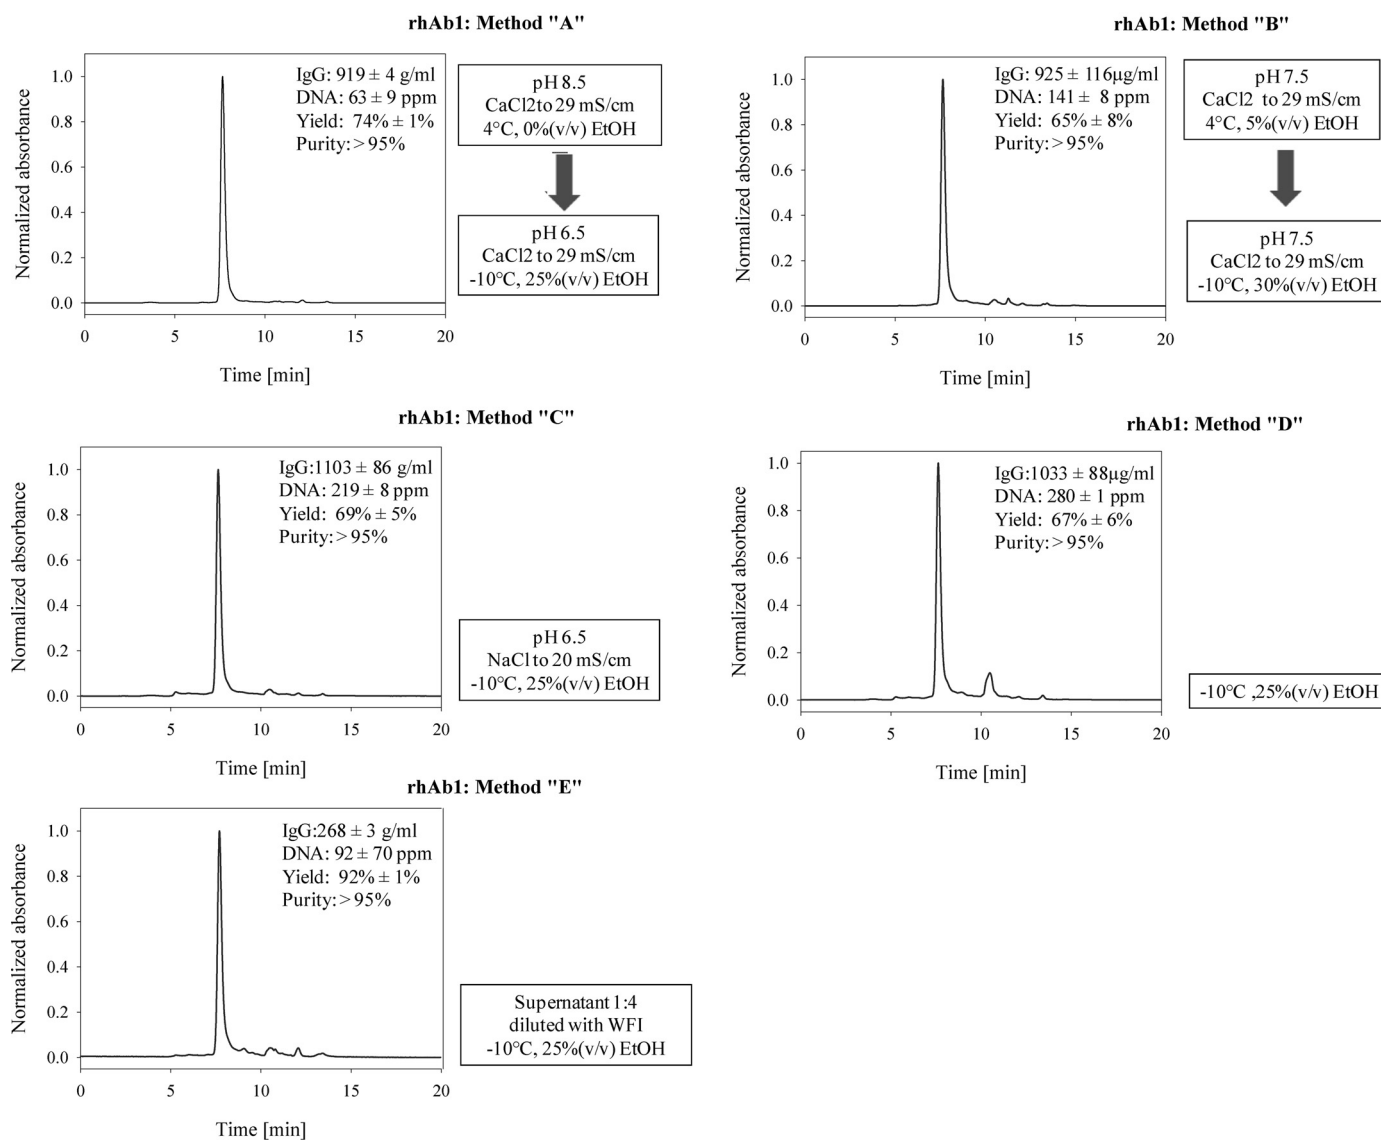 rhAb1: Method "A"
Normalized absorbance
1.0
0.8
0.6
0.4
0.2
0.0
IgG: 919 ± 4 g/ml
DNA: 63 ± 9 ppm
Yield: 74% ± 1%
Purity: > 95%
0 5 10 15 20
Time [min]
pH 8.5
CaCl2to 29 mS/cm
4°C, 0%(v/v) EtOH
pH 6.5
CaCl2 to 29 mS/cm
-10°C, 25%(v/v) EtOH
rhAb1: Method "B"
Normalized absorbance
1.0
0.8
0.6
0.4
0.2
0.0
IgG: 925 ± 116µg/ml
DNA: 141 ± 8 ppm
Yield: 65% ± 8%
Purity: > 95%
0 5 10 15 20
Time [min]
pH 7.5
CaCl2 to 29 mS/cm
4°C, 5%(v/v) EtOH
pH 7.5
CaCl2 to 29 mS/cm
-10°C, 30%(v/v) EtOH
rhAb1: Method "C"
Normalized absorbance
1.0
0.8
0.6
0.4
0.2
0.0
IgG:1103 ± 86 g/ml
DNA: 219 ± 8 ppm
Yield: 69% ± 5%
Purity: > 95%
0 5 10 15 20
Time [min]
pH 6.5
NaCl to 20 mS/cm
-10°C, 25%(v/v) EtOH
rhAb1: Method "D"
Normalized absorbance
1.0
0.8
0.6
0.4
0.2
0.0
IgG:1033 ± 88µg/ml
DNA: 280 ± 1 ppm
Yield: 67% ± 6%
Purity: > 95%
0 5 10 15 20
Time [min]
-10°C ,25%(v/v) EtOH
rhAb1: Method "E"
Normalized absorbance
1.0
0.8
0.6
0.4
0.2
0.0
IgG:268 ± 3 g/ml
DNA: 92 ± 70 ppm
Yield: 92% ± 1%
Purity: > 95%
0 5 10 15 20
Time [min]
Supernatant 1:4
diluted with WFI
-10°C, 25%(v/v) EtOH